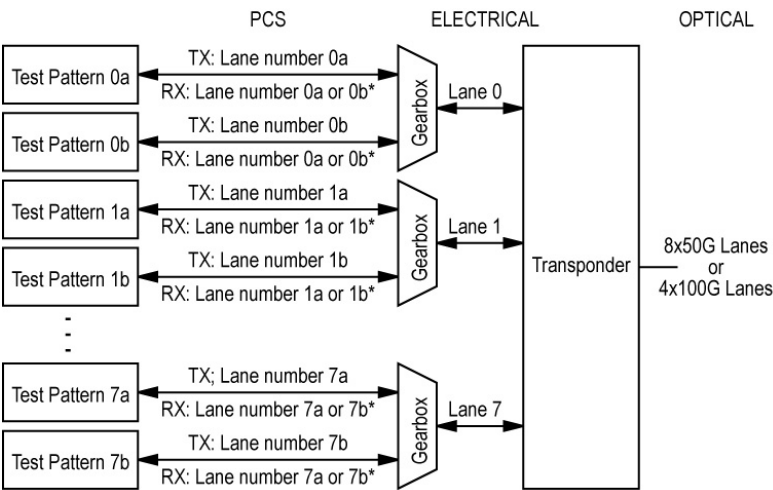 PCS ELECTRICAL OPTICAL
Test Pattern 0a
TX: Lane number 0a
RX: Lane number 0a or 0b*
Test Pattern 0b
TX: Lane number 0b
RX: Lane number 0a or 0b*
Gearbox
Lane 0
Test Pattern 1a
TX: Lane number 1a
RX: Lane number 1a or 1b*
Test Pattern 1b
TX: Lane number 1b
RX: Lane number 1a or 1b*
Gearbox
Lane 1
Test Pattern 7a
TX; Lane number 7a
RX: Lane number 7a or 7b*
Test Pattern 7b
TX: Lane number 7b
RX: Lane number 7a or 7b*
Gearbox
Lane 7
Transponder
8x50G Lanes
or
4x100G Lanes